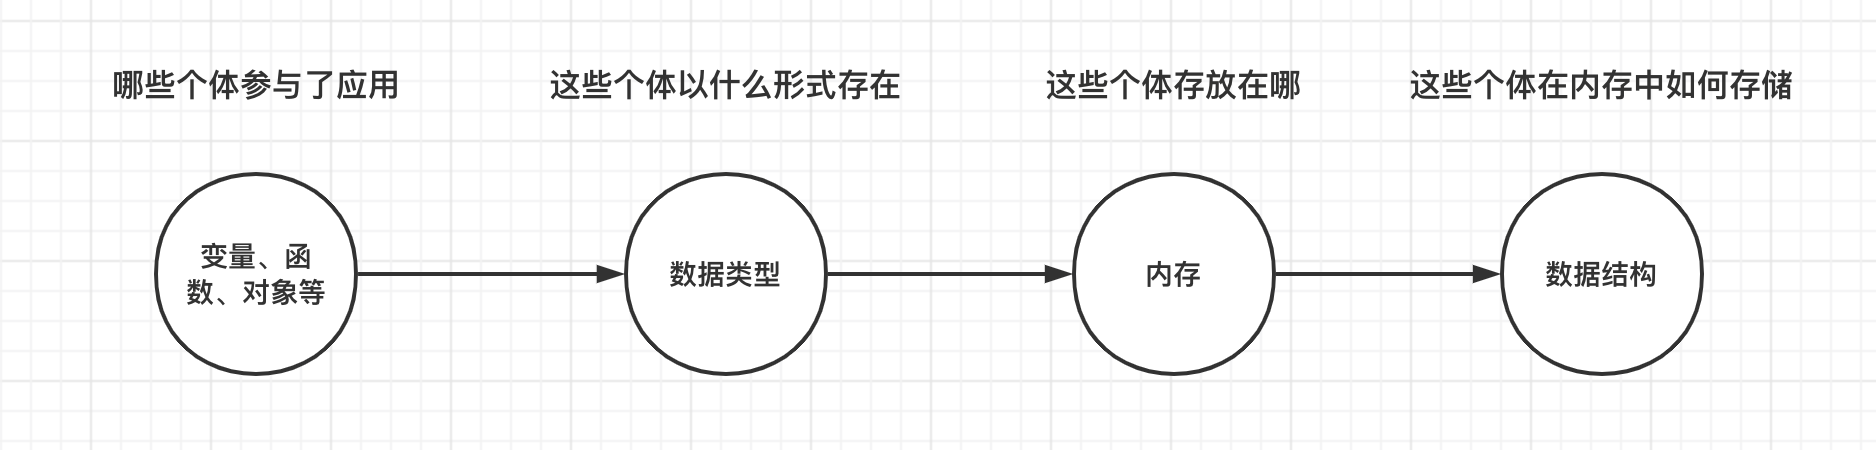 哪些个体参与了应用
这些个体以什么形式存在
这些个体存放在哪
这些个体在内存中如何存储
变量、函
数、对象等
数据类型
内存
数据结构